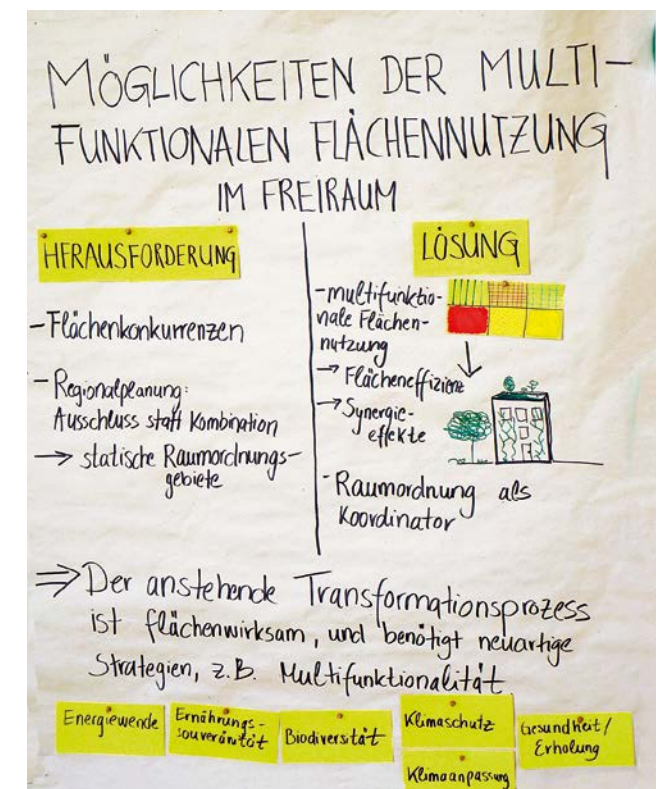 MÖGLICHKEITEN DER MULTI-
FUNKTIONALEN FLÄCHENNUTZUNG
IM FREIRAUM
HERAUSFORDERUNG
- Flächenkonkurrenzen
- Regionalplanung:
Ausschluss statt Kombination
→ statische Raumordnungs-
gebiete
LÖSUNG
- multifunktio-
nale Flächen-
nutzung
→ Flächeneffizienz
→ Synergie-
effekte
- Raumordnung als
Koordinator
⇒ Der anstehende Transformationsprozess
ist flächenwirksam, und benötigt neuartige
Strategien, z.B. Multifunktionalität
Energiewende
Ernährungs-
souveränität
Biodiversität
Klimaschutz
Klimaanpassung
Gesundheit/
Erholung